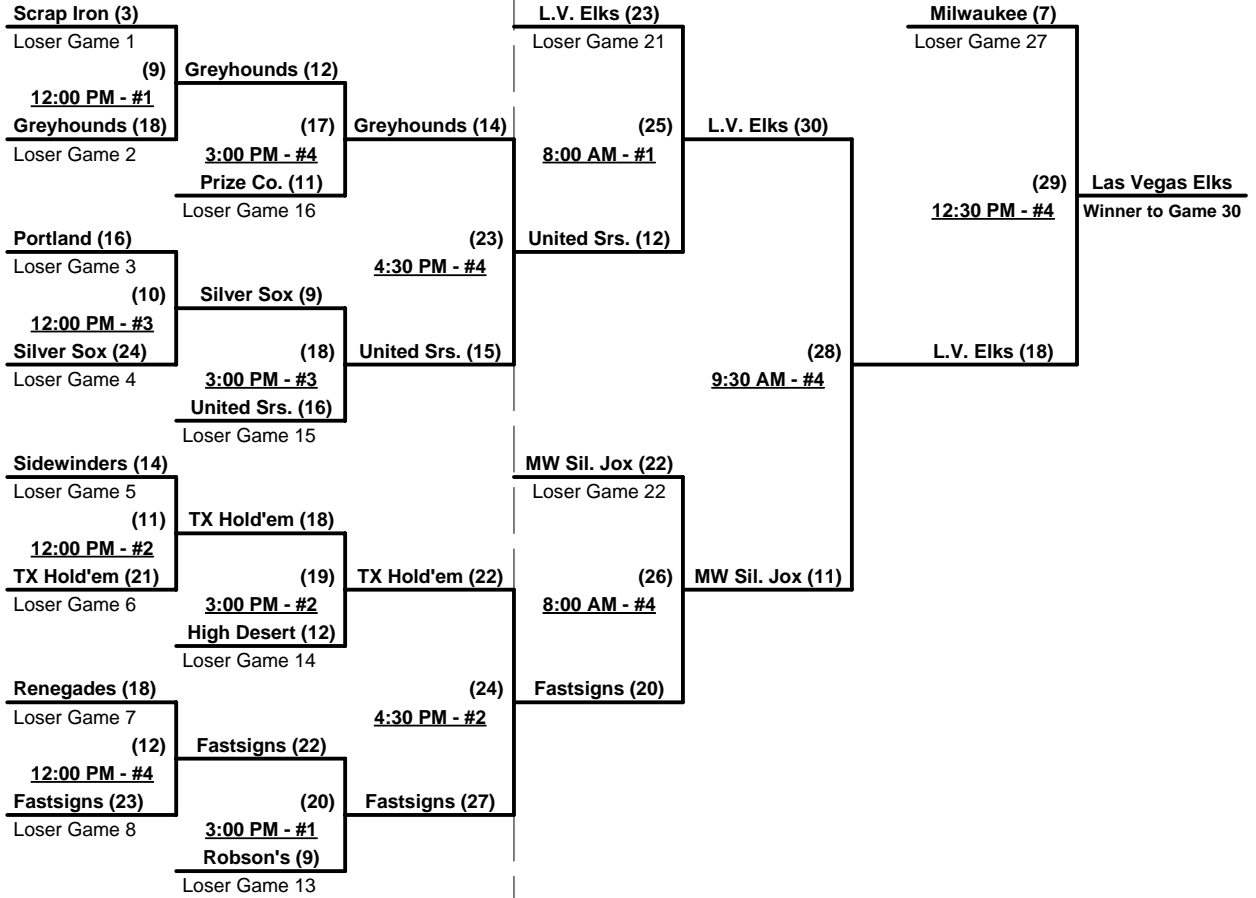 Scrap Iron (3)
Loser Game 1
(9)
12:00 PM - #1
Greyhounds (18)
Loser Game 2
Greyhounds (12)
(17)
3:00 PM - #4
Prize Co. (11)
Loser Game 16
Greyhounds (14)
Portland (16)
Loser Game 3
(10)
12:00 PM - #3
Silver Sox (24)
Loser Game 4
Silver Sox (9)
(18)
3:00 PM - #3
United Srs. (16)
Loser Game 15
United Srs. (15)
(23)
4:30 PM - #4
Sidewinders (14)
Loser Game 5
(11)
12:00 PM - #2
TX Hold'em (21)
Loser Game 6
TX Hold'em (18)
(19)
3:00 PM - #2
High Desert (12)
Loser Game 14
TX Hold'em (22)
Renegades (18)
Loser Game 7
(12)
12:00 PM - #4
Fastsigns (23)
Loser Game 8
Fastsigns (22)
(20)
3:00 PM - #1
Robson's (9)
Loser Game 13
Fastsigns (27)
(24)
4:30 PM - #2
L.V. Elks (23)
Loser Game 21
(25)
8:00 AM - #1
United Srs. (12)
L.V. Elks (30)
MW Sil. Jox (22)
Loser Game 22
(26)
8:00 AM - #4
Fastsigns (20)
MW Sil. Jox (11)
(28)
9:30 AM - #4
Milwaukee (7)
Loser Game 27
(29)
12:30 PM - #4
L.V. Elks (18)
Las Vegas Elks
Winner to Game 30